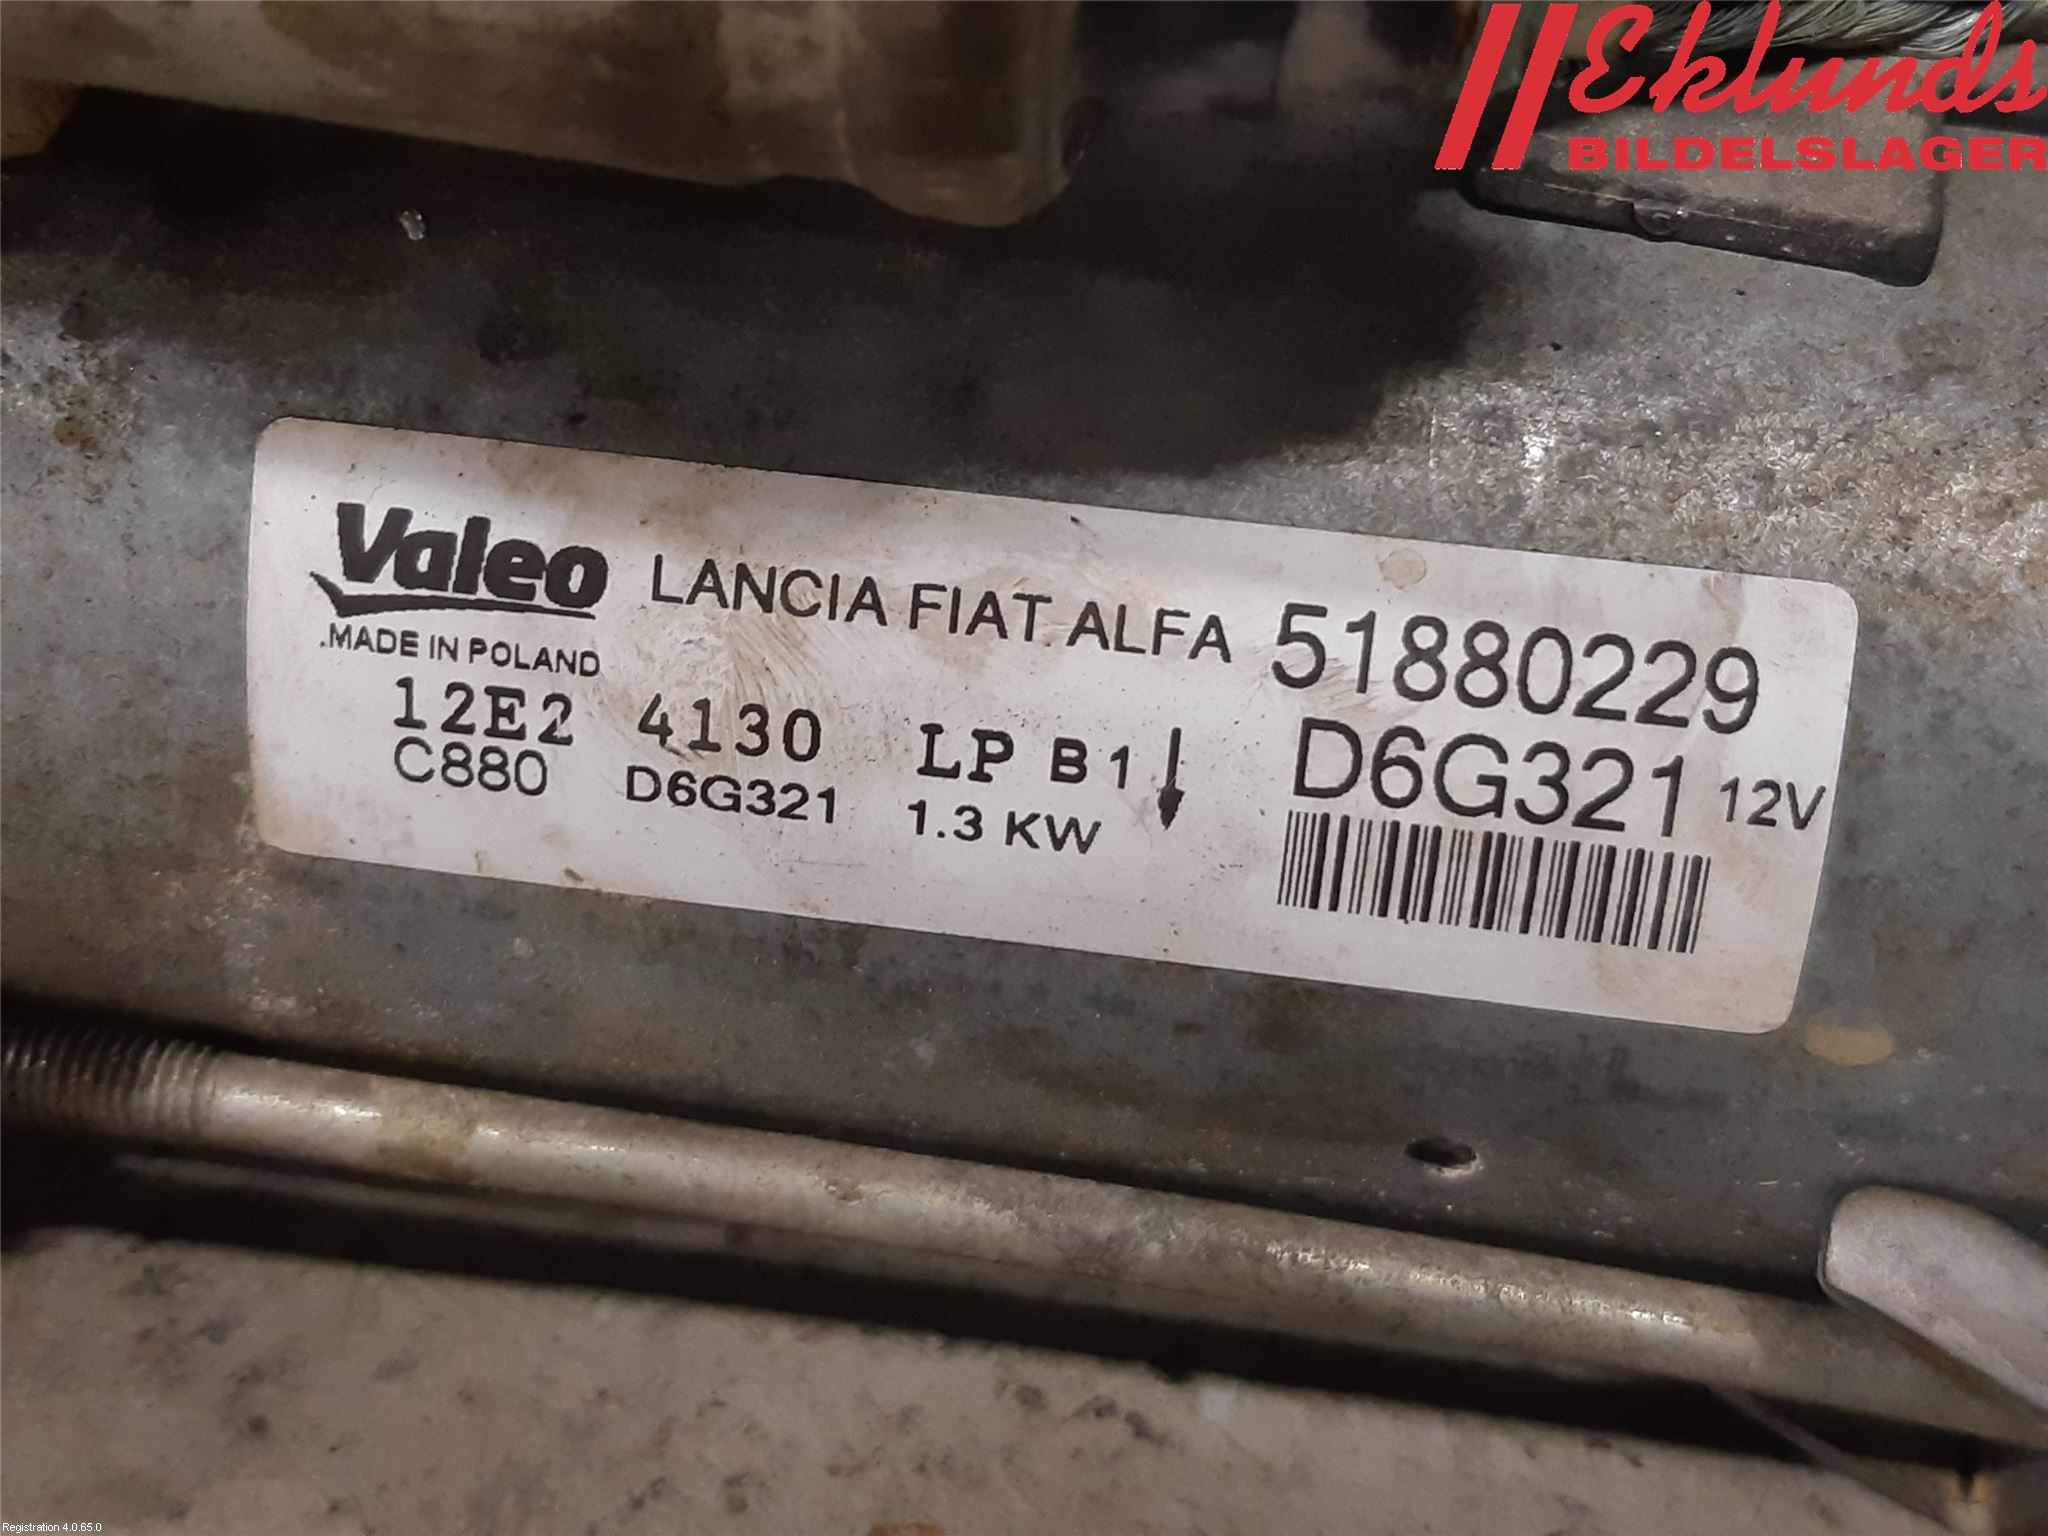 Eklunds
BILDELSLAGER
Valeo LANCIA FIAT ALFA 51880229
.MADE IN POLAND
12E2 4130 LP B 1 D6G321 12V
C880 D6G321 1.3 KW
Registration 4.0.65.0